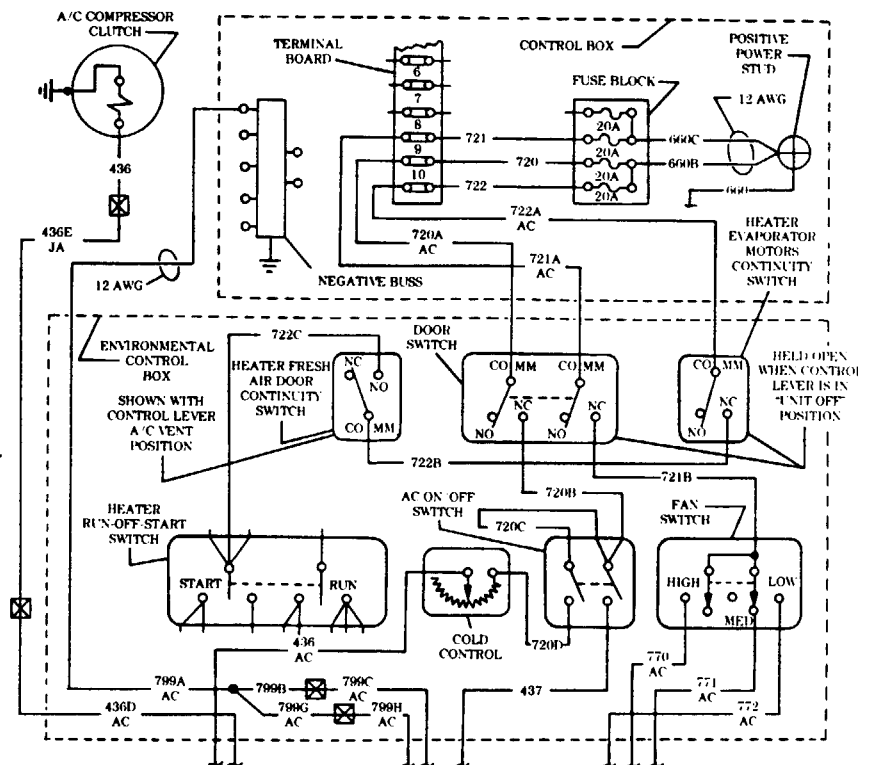 A/C COMPRESSOR
CLUTCH
TERMINAL
BOARD
CONTROL BOX
POSITIVE
POWER
STUD
FUSE BLOCK
12 AWG
6
7
8
9
10
721
720
722
20A
20A
20A
20A
660C
660B
660
436
436E
JA
12 AWG
NEGATIVE BUSS
720A
AC
721A
AC
722A
AC
HEATER
EVAPORATOR
MOTORS
CONTINUITY
SWITCH
ENVIRONMENTAL
CONTROL
BOX
SHOWN WITH
CONTROL LEVER
A/C VENT
POSITION
722C
HEATER FRESH
AIR DOOR
CONTINUITY
SWITCH
NC
NO
COMM
DOOR
SWITCH
COMM
COMM
NC
NC
NO
NO
COMM
NC
NO
HELD OPEN
WHEN CONTROL
LEVER IS IN
"UNIT OFF"
POSITION
722B
721B
720B
HEATER
RUN-OFF-START
SWITCH
START
RUN
AC ON/OFF
SWITCH
720C
FAN
SWITCH
HIGH
LOW
MED
COLD
CONTROL
720D
436
AC
437
770
AC
771
AC
772
AC
799A
AC
799B
799C
AC
799G
AC
799H
AC
436D
AC